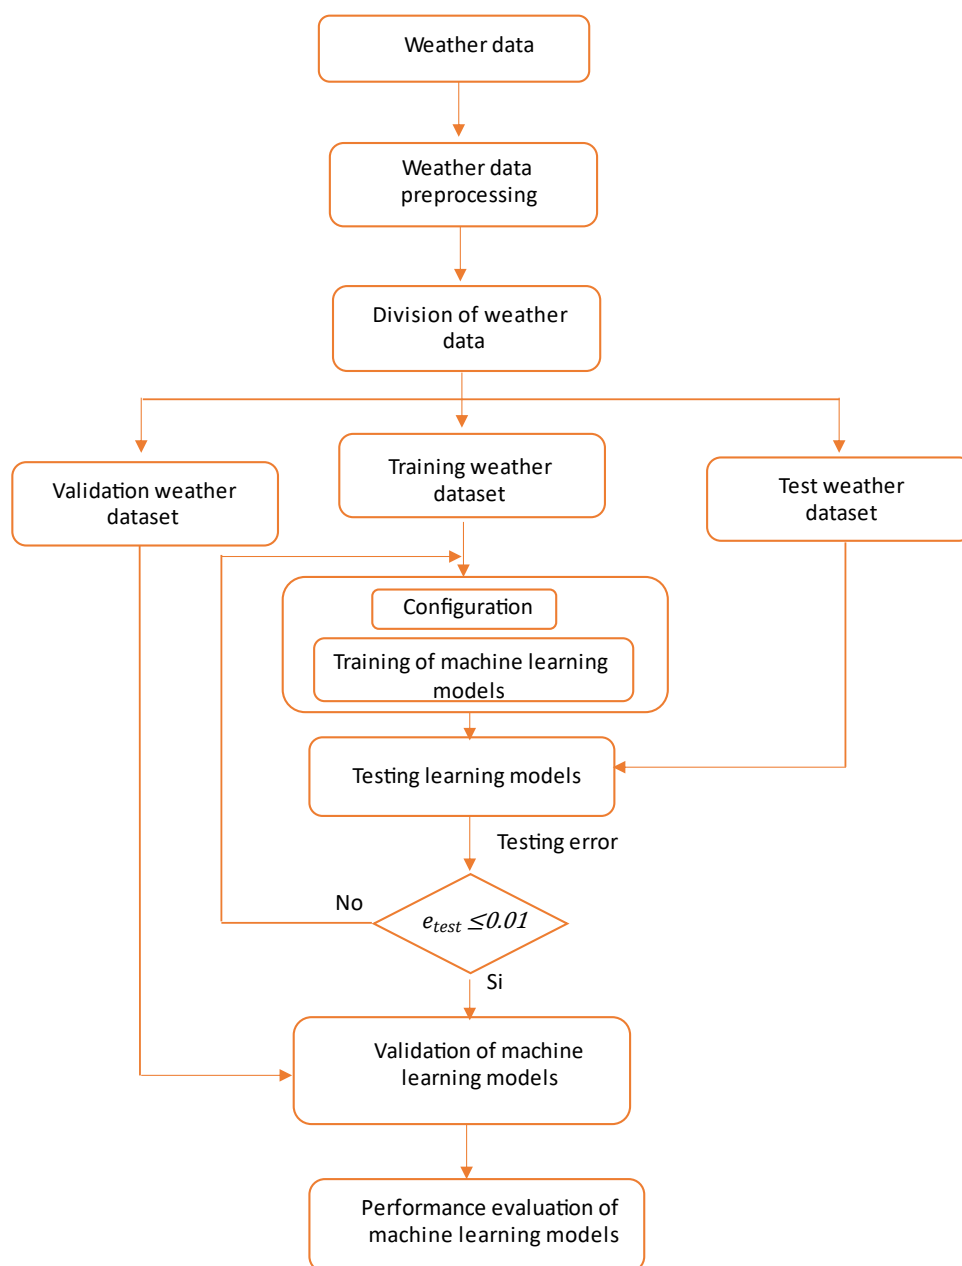 Weather data
Weather data
preprocessing
Division of weather
data
Validation weather
dataset
Training weather
dataset
Test weather
dataset
Configuration
Training of machine learning
models
Testing learning models
Testing error
No
e_test ≤0.01
Si
Validation of machine
learning models
Performance evaluation of
machine learning models